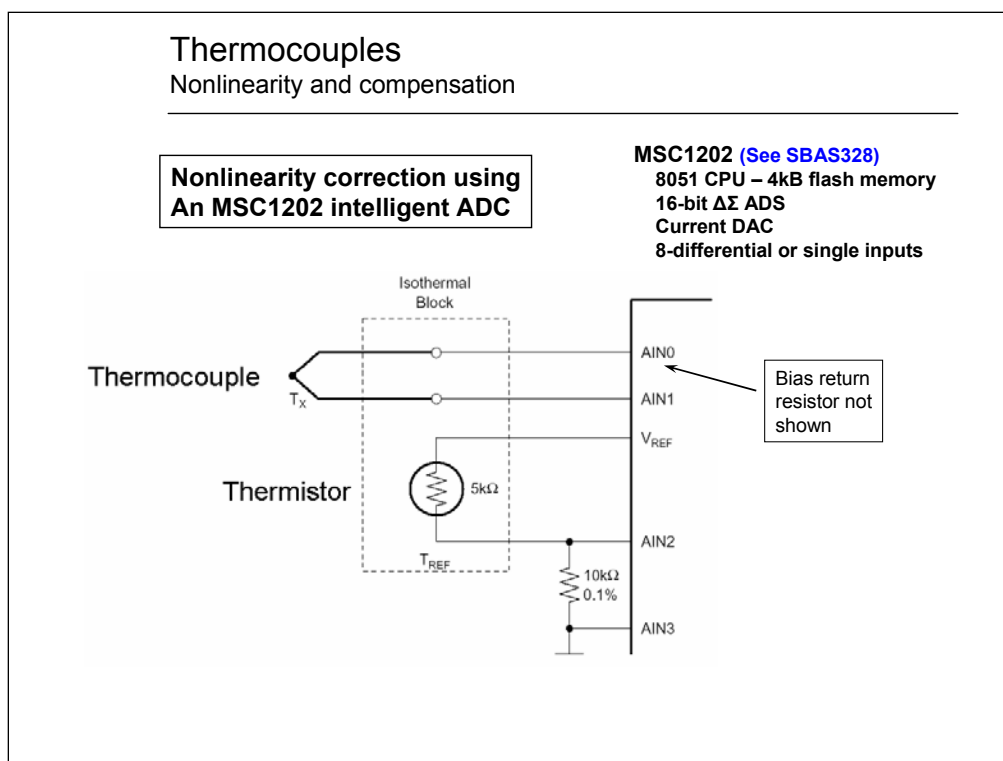 Thermocouples
Nonlinearity and compensation
Nonlinearity correction using
An MSC1202 intelligent ADC
MSC1202 (See SBAS328)
8051 CPU – 4kB flash memory
16-bit ΔΣ ADS
Current DAC
8-differential or single inputs
Isothermal
Block
Thermocouple
TX
AIN0
AIN1
Bias return
resistor not
shown
VREF
Thermistor
5kΩ
TREF
AIN2
10kΩ
0.1%
AIN3